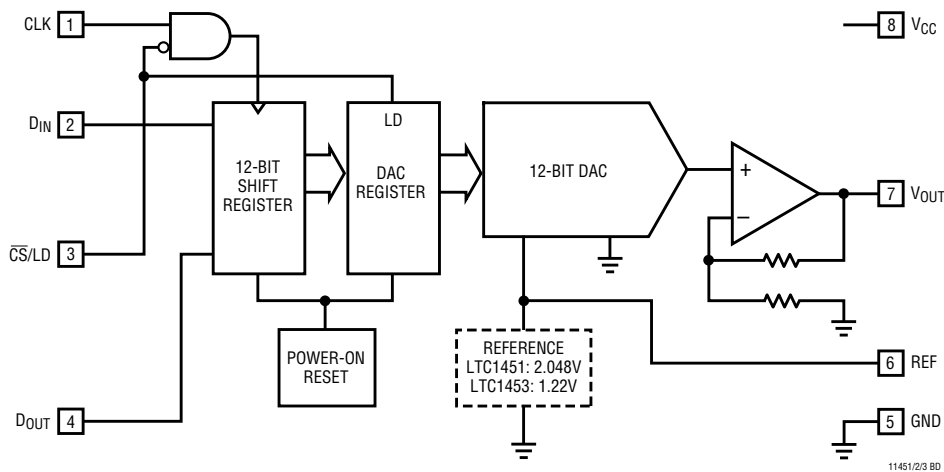 CLK 1
8 VCC
LD
DIN 2
12-BIT
SHIFT
REGISTER
DAC
REGISTER
12-BIT DAC
+
−
7 VOUT
CS/LD 3
POWER-ON
RESET
REFERENCE
LTC1451: 2.048V
LTC1453: 1.22V
6 REF
DOUT 4
5 GND
11451/2/3 BD